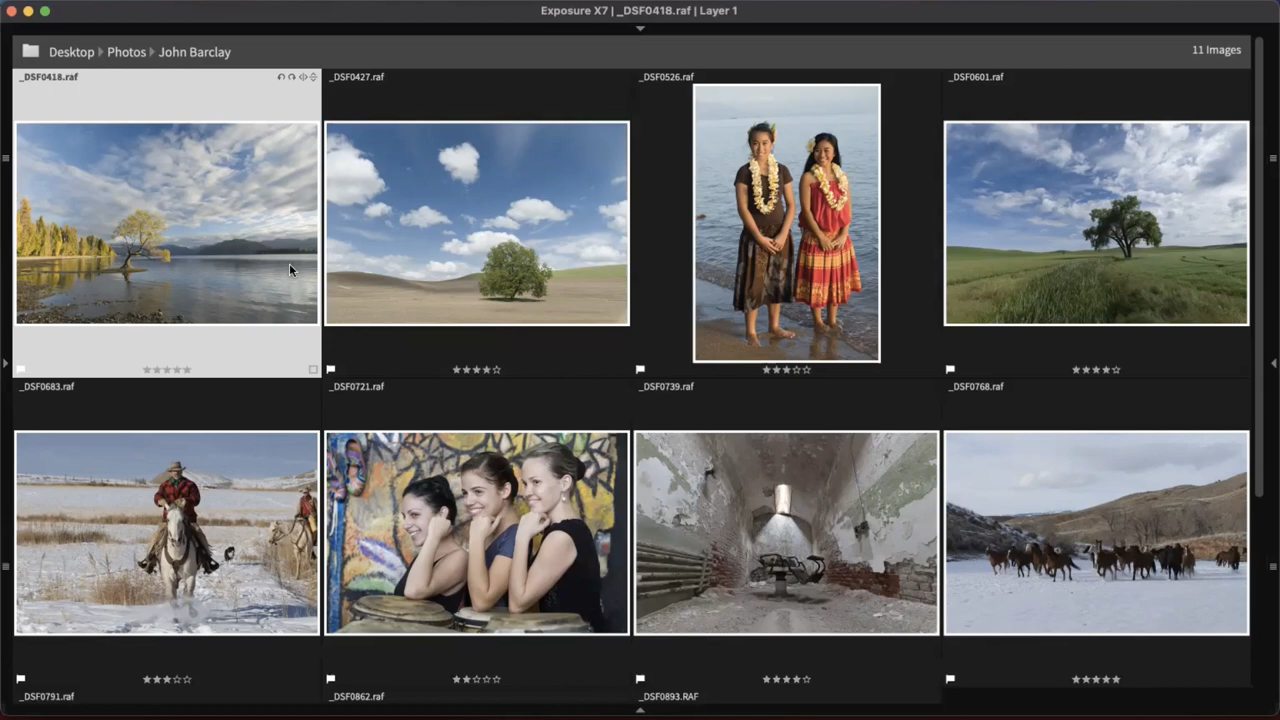 Exposure X7 | _DSF0418.raf | Layer 1
Desktop Photos John Barclay
11 Images
_DSF0418.raf
_DSF0427.raf
_DSF0526.raf
_DSF0601.raf
_DSF0683.raf
_DSF0721.raf
_DSF0739.raf
_DSF0768.raf
_DSF0791.raf
_DSF0862.raf
_DSF0893.RAF